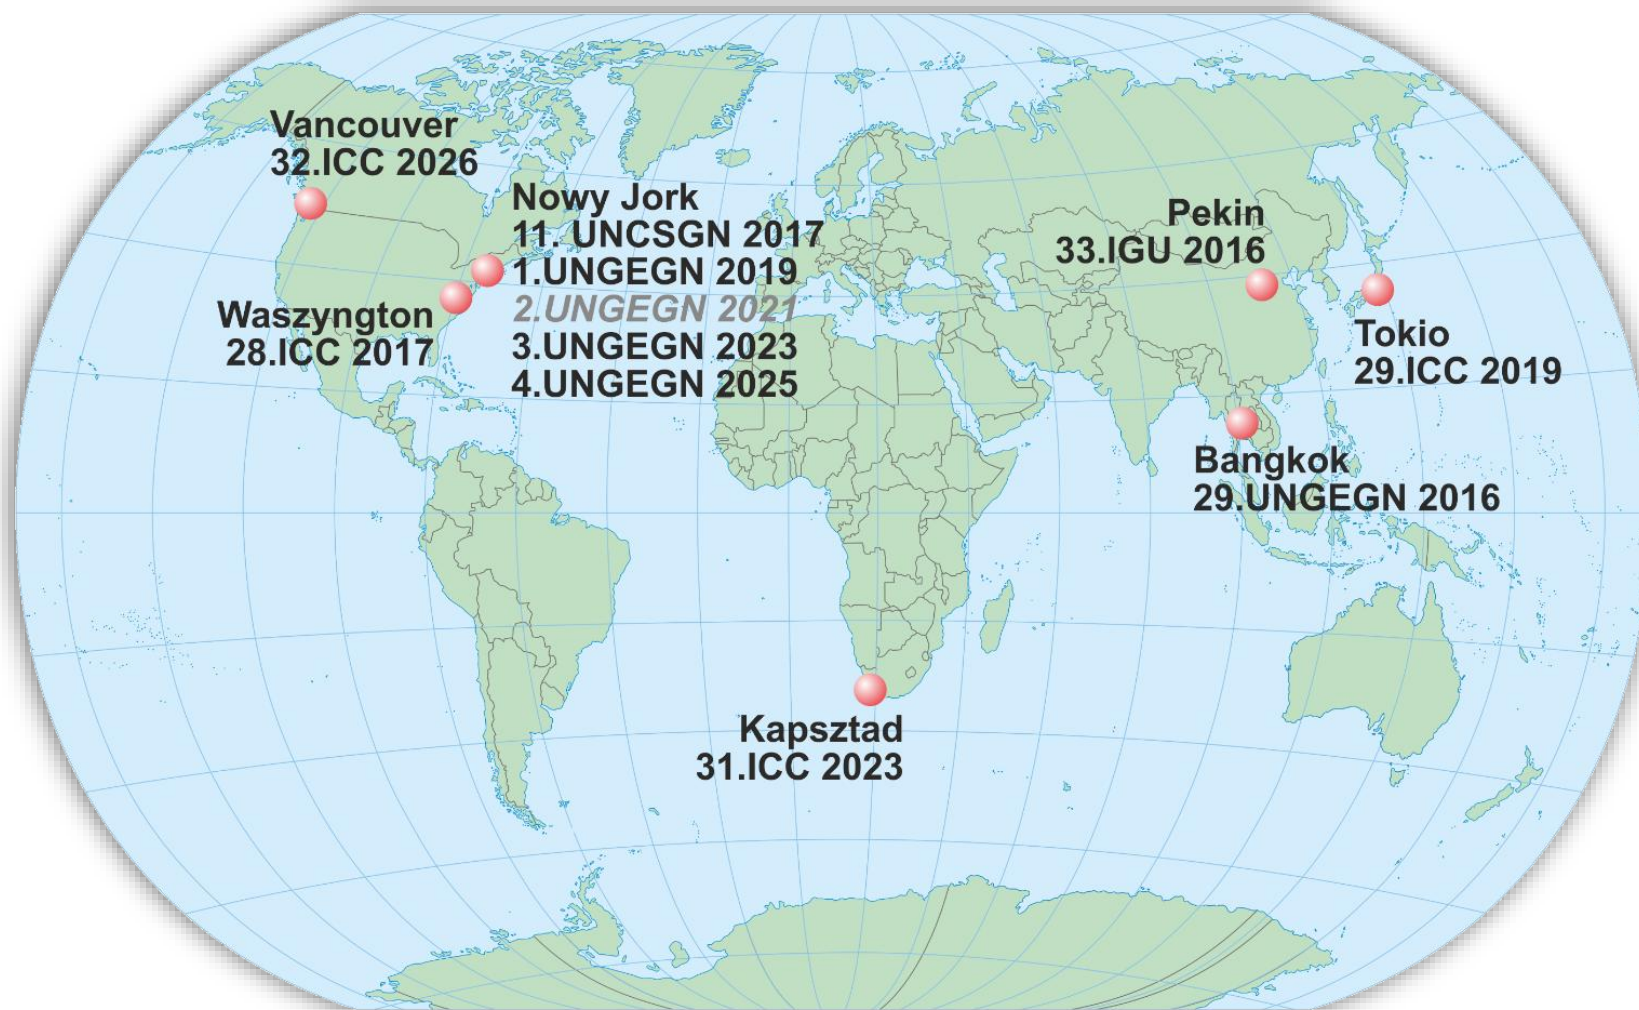 Vancouver
32.ICC 2026
Nowy Jork
11. UNCSGN 2017
1.UNGEGN 2019
2.UNGEGN 2021
3.UNGEGN 2023
4.UNGEGN 2025
Waszyngton
28.ICC 2017
Pekin
33.IGU 2016
Tokio
29.ICC 2019
Bangkok
29.UNGEGN 2016
Kapsztad
31.ICC 2023